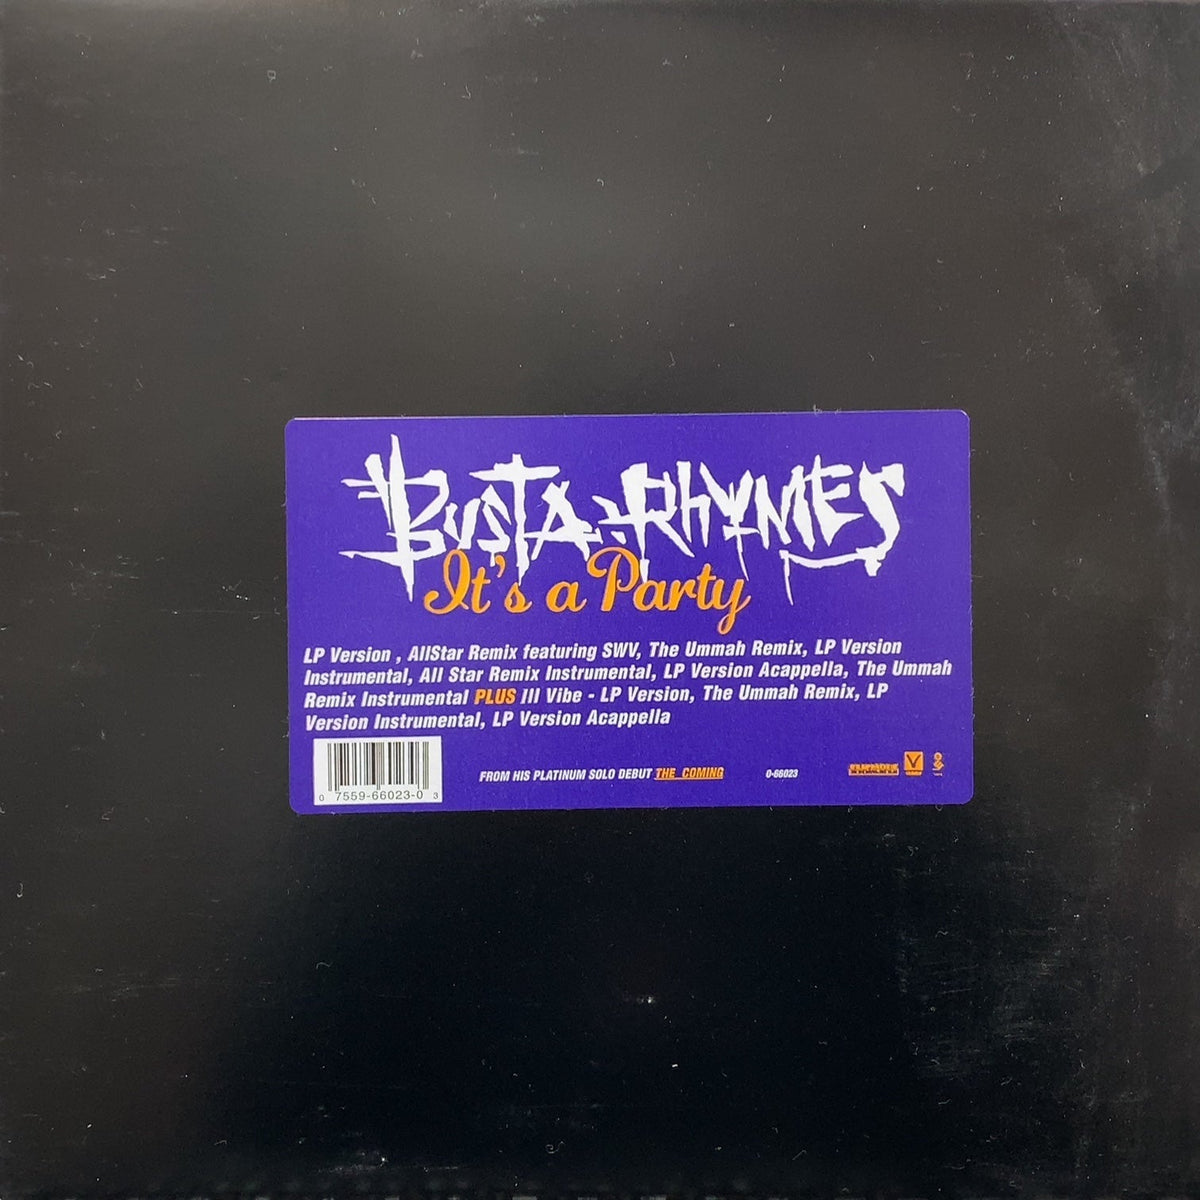 BUSTA RHYMES
It's a Party
LP Version , AllStar Remix featuring SWV, The Ummah Remix, LP Version
Instrumental, All Star Remix Instrumental, LP Version Acappella, The Ummah
Remix Instrumental PLUS Ill Vibe - LP Version, The Ummah Remix, LP
Version Instrumental, LP Version Acappella
FROM HIS PLATINUM SOLO DEBUT THE COMING
0-66023
0 7559-66023-0 3